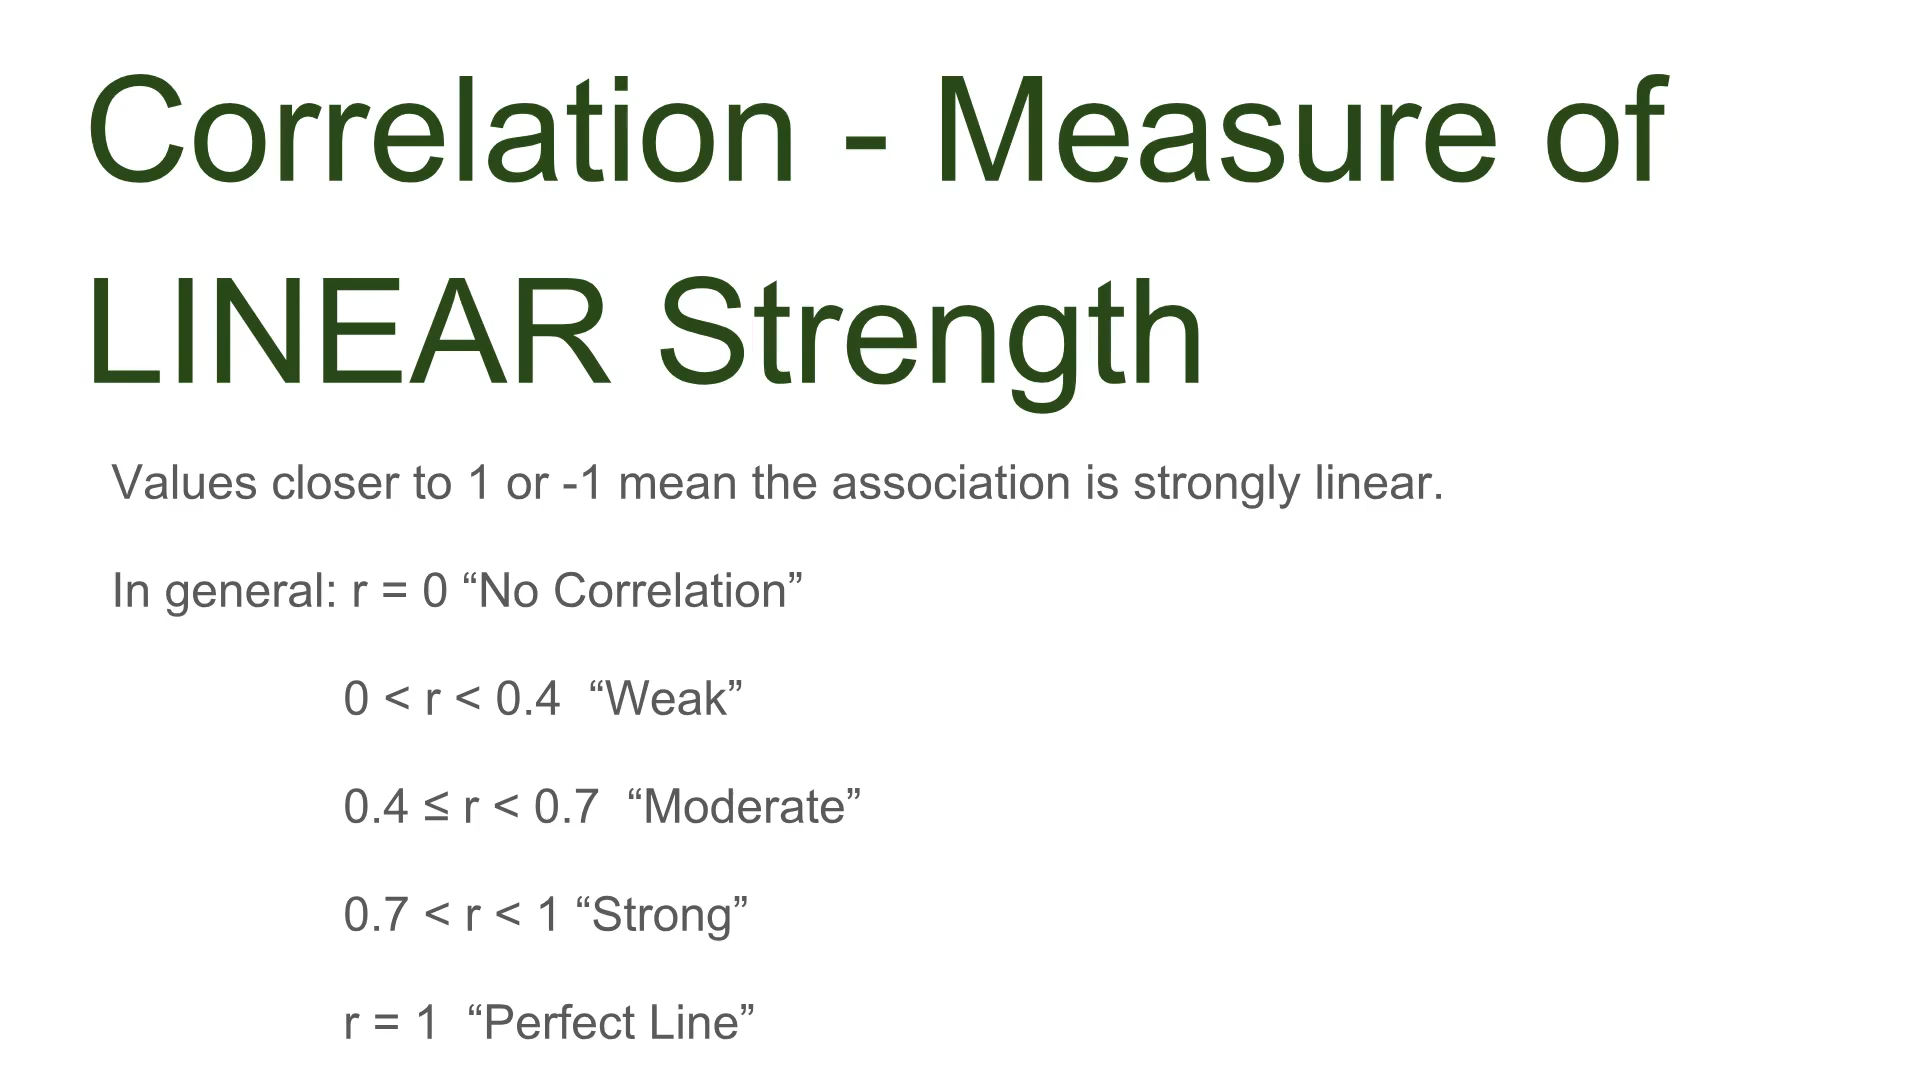 Correlation - Measure of
LINEAR Strength
Values closer to 1 or -1 mean the association is strongly linear.
In general: r = 0 “No Correlation”
0 < r < 0.4 “Weak”
0.4 ≤ r < 0.7 “Moderate”
0.7 < r < 1 “Strong”
r = 1 “Perfect Line”